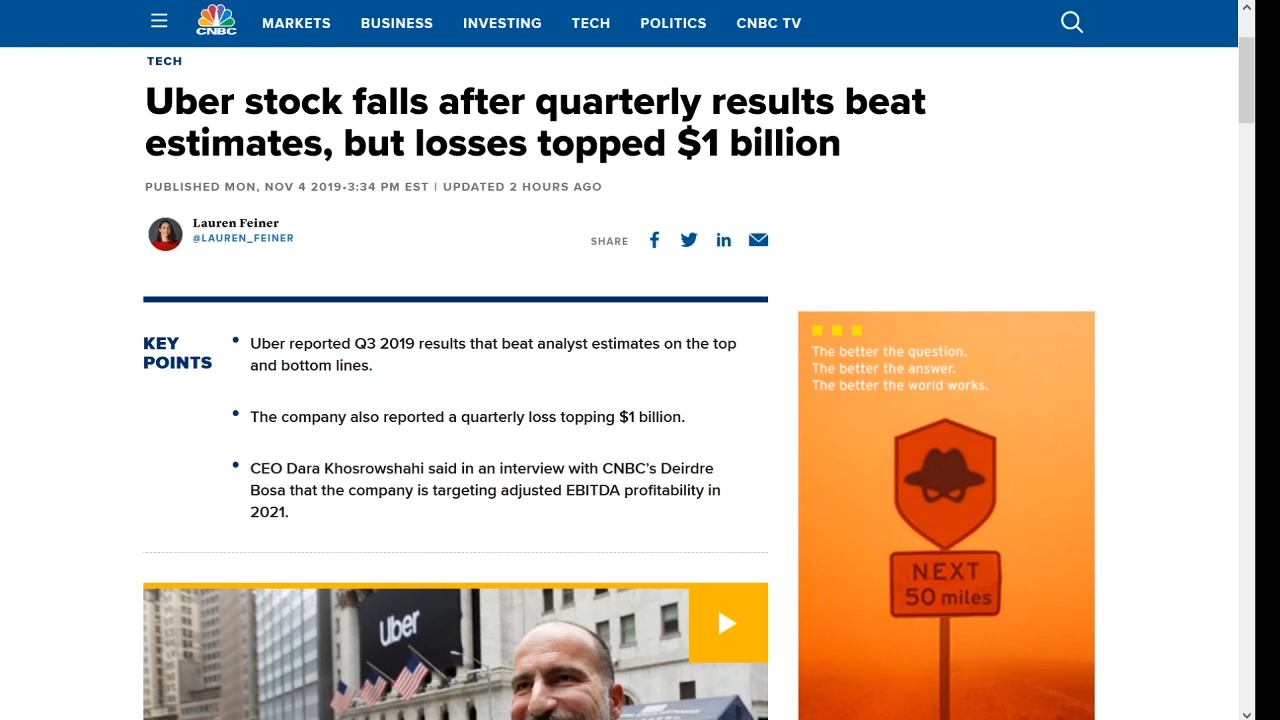 CNBC
MARKETS
BUSINESS
INVESTING
TECH
POLITICS
CNBC TV
TECH
Uber stock falls after quarterly results beat
estimates, but losses topped $1 billion
PUBLISHED MON, NOV 4 2019•3:34 PM EST | UPDATED 2 HOURS AGO
Lauren Feiner
@LAUREN_FEINER
SHARE
KEY
POINTS
Uber reported Q3 2019 results that beat analyst estimates on the top
and bottom lines.
The company also reported a quarterly loss topping $1 billion.
CEO Dara Khosrowshahi said in an interview with CNBC's Deirdre
Bosa that the company is targeting adjusted EBITDA profitability in
2021.
Uber
The better the question.
The better the answer.
The better the world works.
NEXT
50 miles